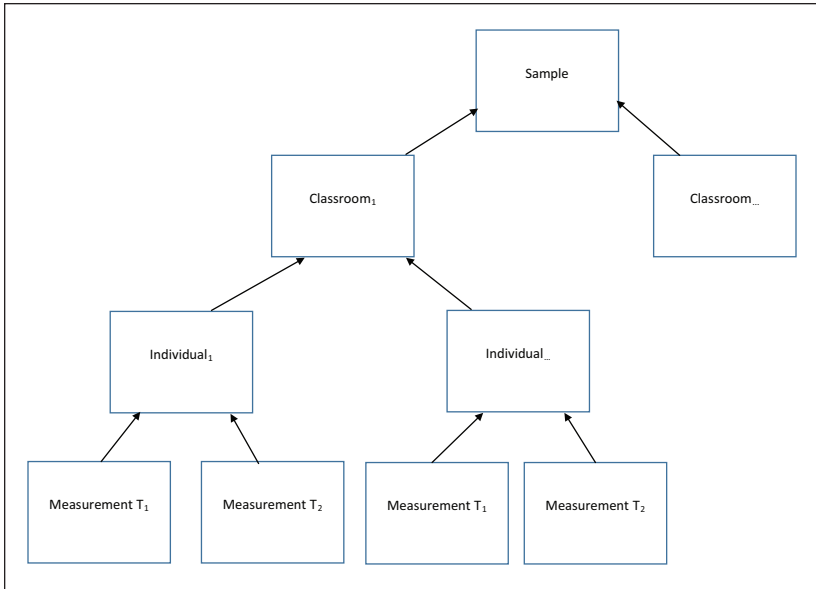 Sample
Classroom₁
Classroom...
Individual₁
Individual...
Measurement T₁
Measurement T₂
Measurement T₁
Measurement T₂